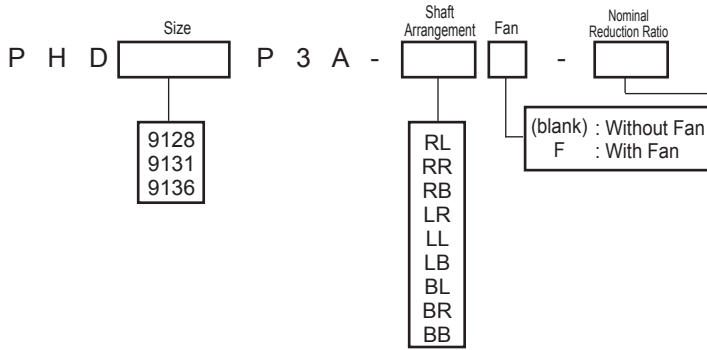 Size
Shaft
Arrangement
Fan
Nominal
Reduction Ratio
P H D P 3 A - -
9128
9131
9136
RL
RR
RB
LR
LL
LB
BL
BR
BB
(blank) : Without Fan
F : With Fan